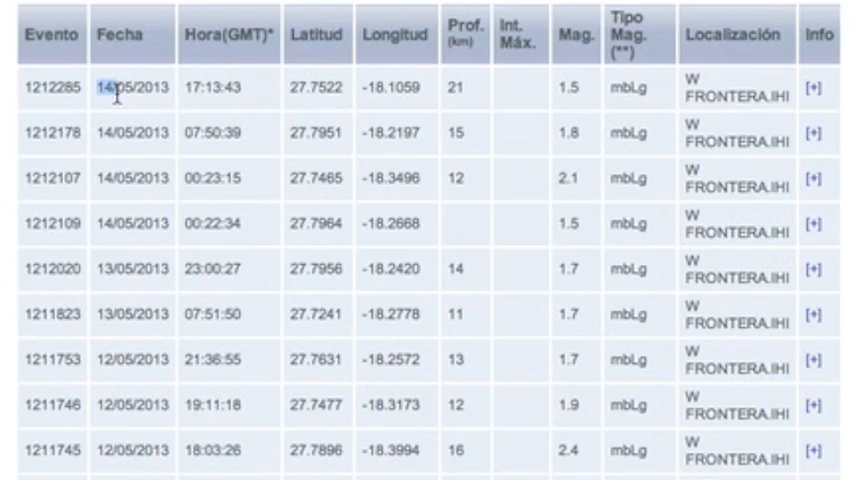 Evento Fecha Hora(GMT)* Latitud Longitud Prof. (km) Int. Máx. Mag. Tipo Mag. (**) Localización Info
1212285 14/05/2013 17:13:43 27.7522 -18.1059 21 1.5 mbLg W FRONTERA.IHI [+]
1212178 14/05/2013 07:50:39 27.7951 -18.2197 15 1.8 mbLg W FRONTERA.IHI [+]
1212107 14/05/2013 00:23:15 27.7465 -18.3496 12 2.1 mbLg W FRONTERA.IHI [+]
1212109 14/05/2013 00:22:34 27.7964 -18.2668 1.5 mbLg W FRONTERA.IHI [+]
1212020 13/05/2013 23:00:27 27.7956 -18.2420 14 1.7 mbLg W FRONTERA.IHI [+]
1211823 13/05/2013 07:51:50 27.7241 -18.2778 11 1.7 mbLg W FRONTERA.IHI [+]
1211753 12/05/2013 21:36:55 27.7631 -18.2572 13 1.7 mbLg W FRONTERA.IHI [+]
1211746 12/05/2013 19:11:18 27.7477 -18.3173 12 1.9 mbLg W FRONTERA.IHI [+]
1211745 12/05/2013 18:03:26 27.7896 -18.3994 16 2.4 mbLg W FRONTERA.IHI [+]